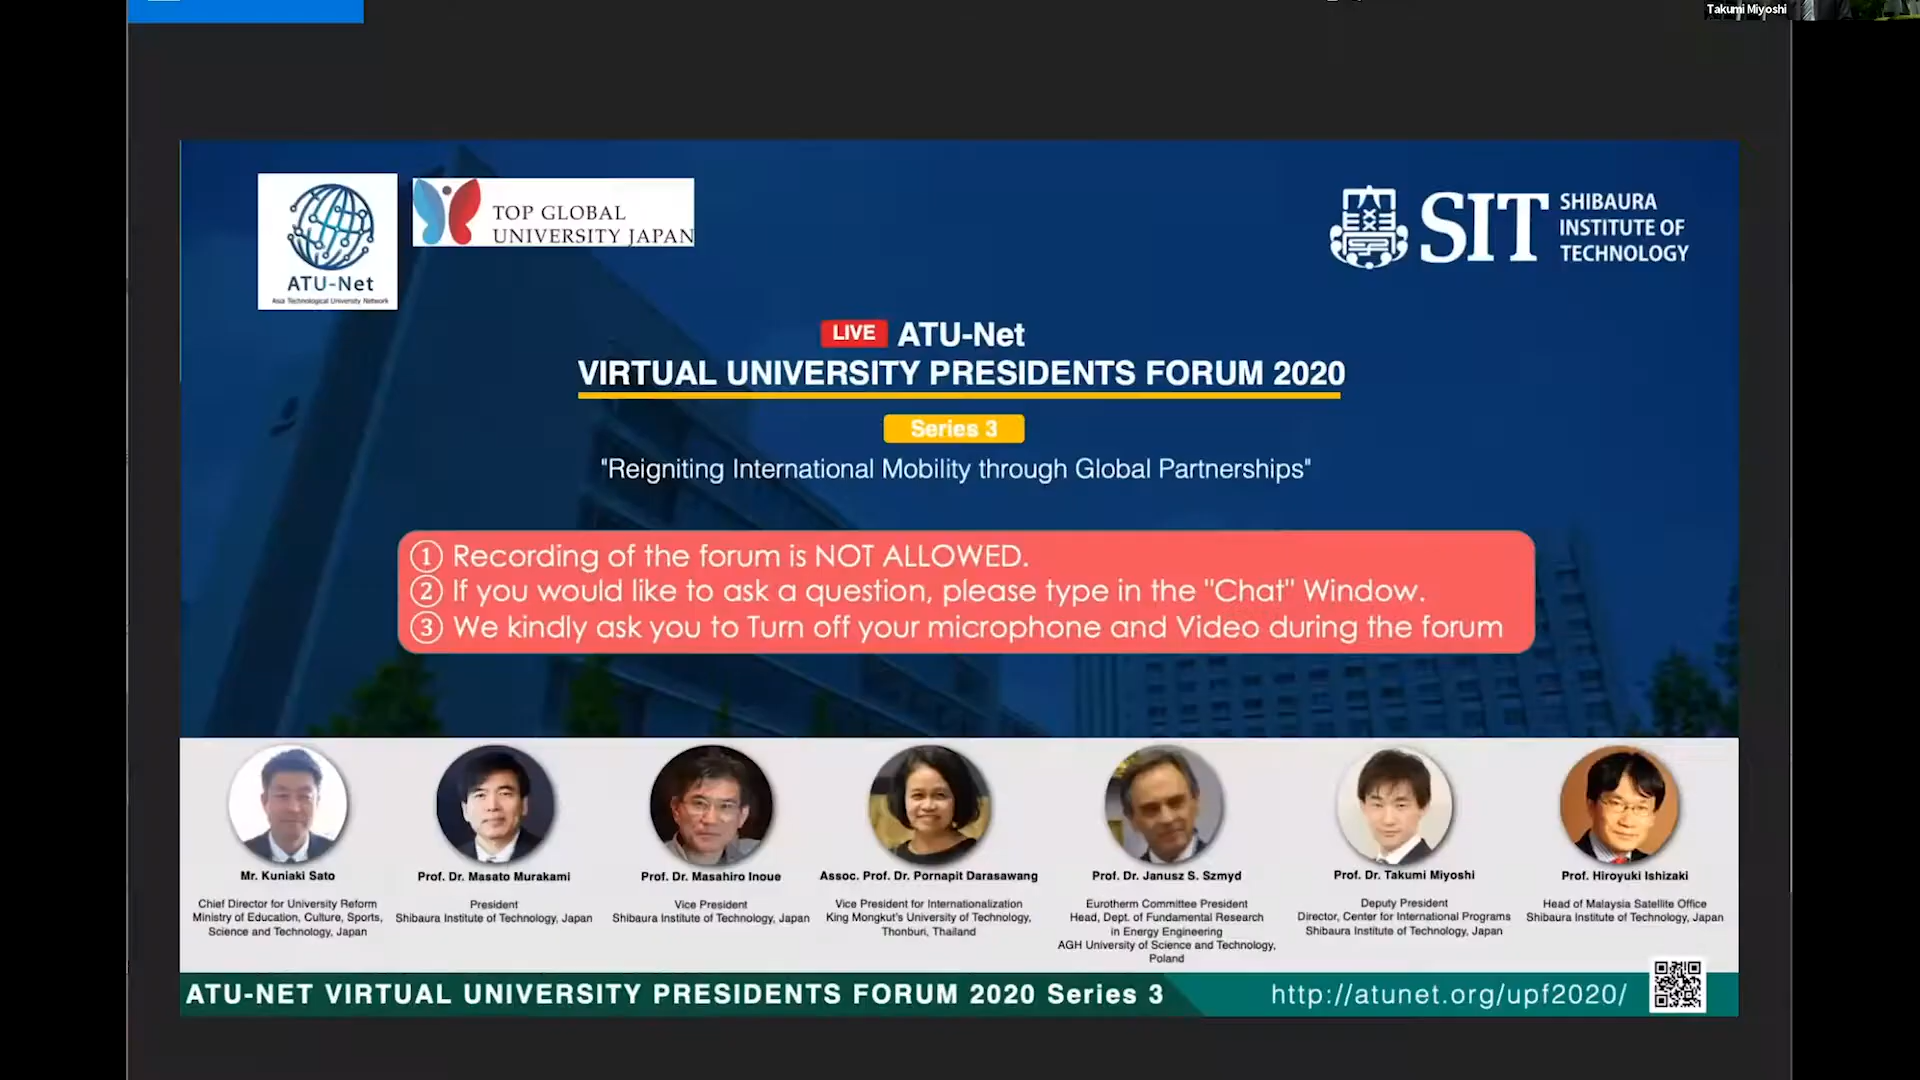 Takumi Miyoshi
ATU-Net
Asia Technological University Network
TOP GLOBAL
UNIVERSITY JAPAN
SIT
SHIBAURA
INSTITUTE OF
TECHNOLOGY
LIVE ATU-Net
VIRTUAL UNIVERSITY PRESIDENTS FORUM 2020
Series 3
"Reigniting International Mobility through Global Partnerships"
① Recording of the forum is NOT ALLOWED.
② If you would like to ask a question, please type in the "Chat" Window.
③ We kindly ask you to Turn off your microphone and Video during the forum
Mr. Kuniaki Sato
Chief Director for University Reform
Ministry of Education, Culture, Sports,
Science and Technology, Japan
Prof. Dr. Masato Murakami
President
Shibaura Institute of Technology, Japan
Prof. Dr. Masahiro Inoue
Vice President
Shibaura Institute of Technology, Japan
Assoc. Prof. Dr. Pornapit Darasawang
Vice President for Internationalization
King Mongkut's University of Technology,
Thonburi, Thailand
Prof. Dr. Janusz S. Szmyd
Eurotherm Committee President
Head, Dept. of Fundamental Research
in Energy Engineering
AGH University of Science and Technology,
Poland
Prof. Dr. Takumi Miyoshi
Deputy President
Director, Center for International Programs
Shibaura Institute of Technology, Japan
Prof. Hiroyuki Ishizaki
Head of Malaysia Satellite Office
Shibaura Institute of Technology, Japan
ATU-NET VIRTUAL UNIVERSITY PRESIDENTS FORUM 2020 Series 3
http://atunet.org/upf2020/